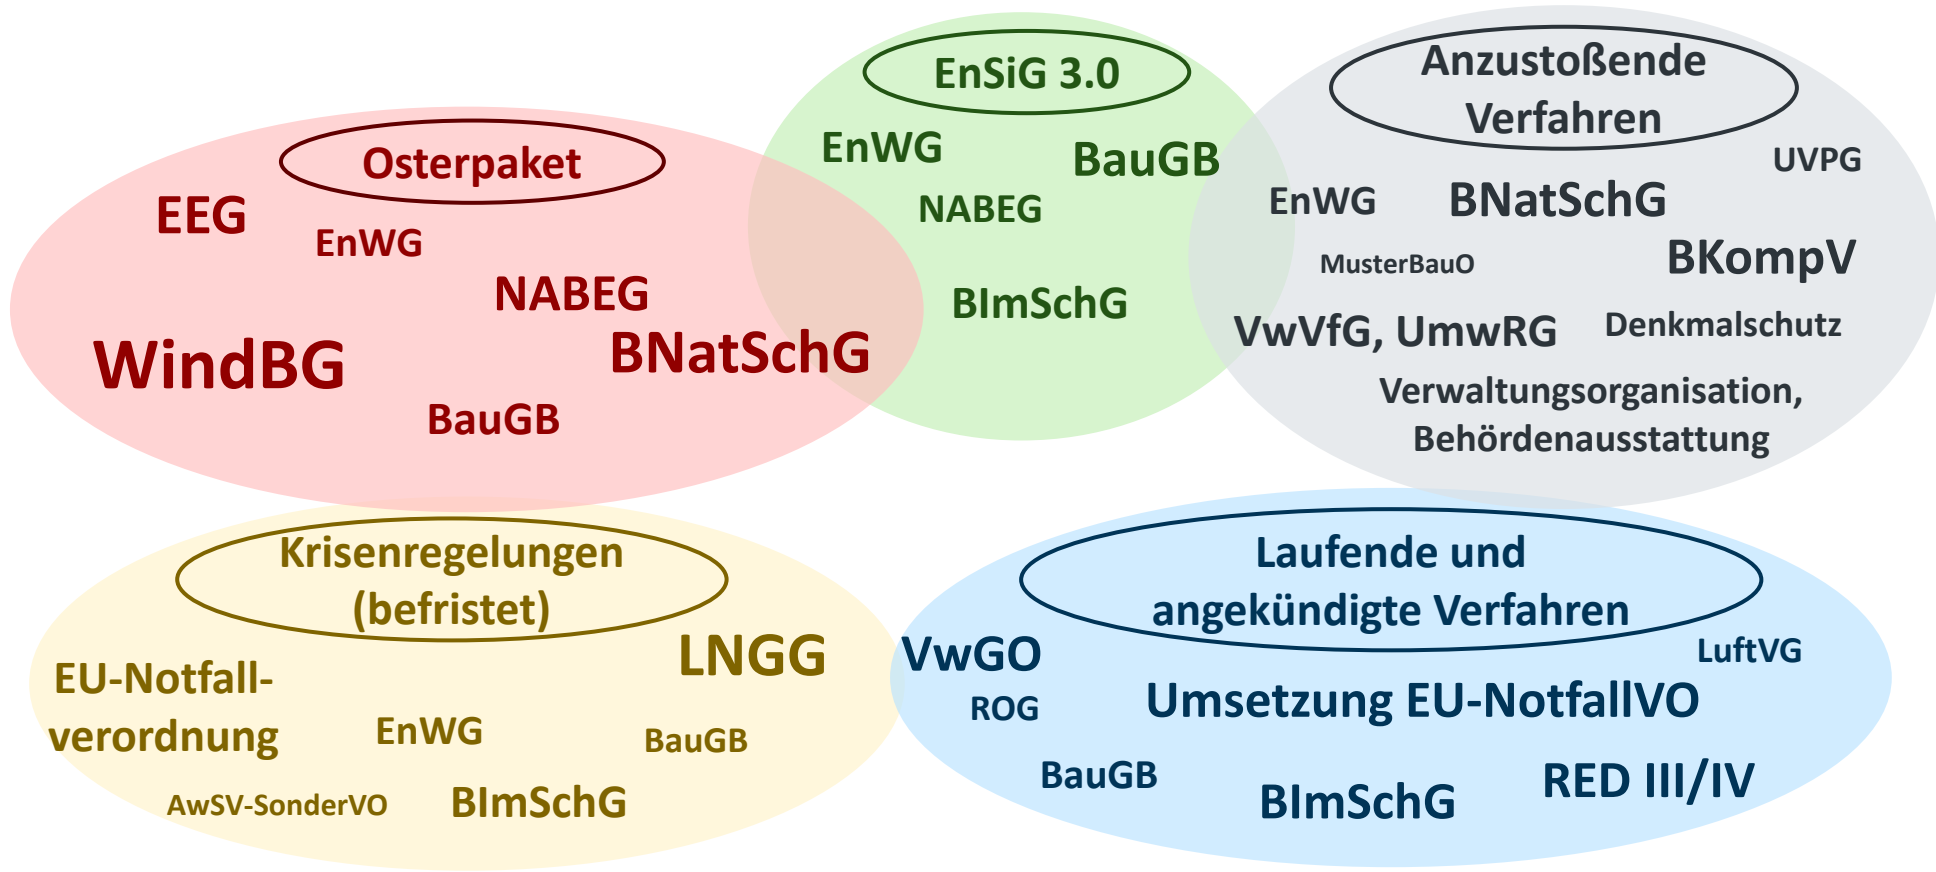 Osterpaket
EEG
EnWG
NABEG
WindBG
BNatSchG
BauGB
EnSiG 3.0
EnWG
BauGB
NABEG
BImSchG
Anzustoßende
Verfahren
UVPG
EnWG
BNatSchG
MusterBauO
BKompV
VwVfG, UmwRG
Denkmalschutz
Verwaltungsorganisation,
Behördenausstattung
Krisenregelungen
(befristet)
LNGG
EU-Notfall-
verordnung
EnWG
BauGB
AwSV-SonderVO
BImSchG
Laufende und
angekündigte Verfahren
VwGO
LuftVG
ROG
Umsetzung EU-NotfallVO
BauGB
BImSchG
RED III/IV